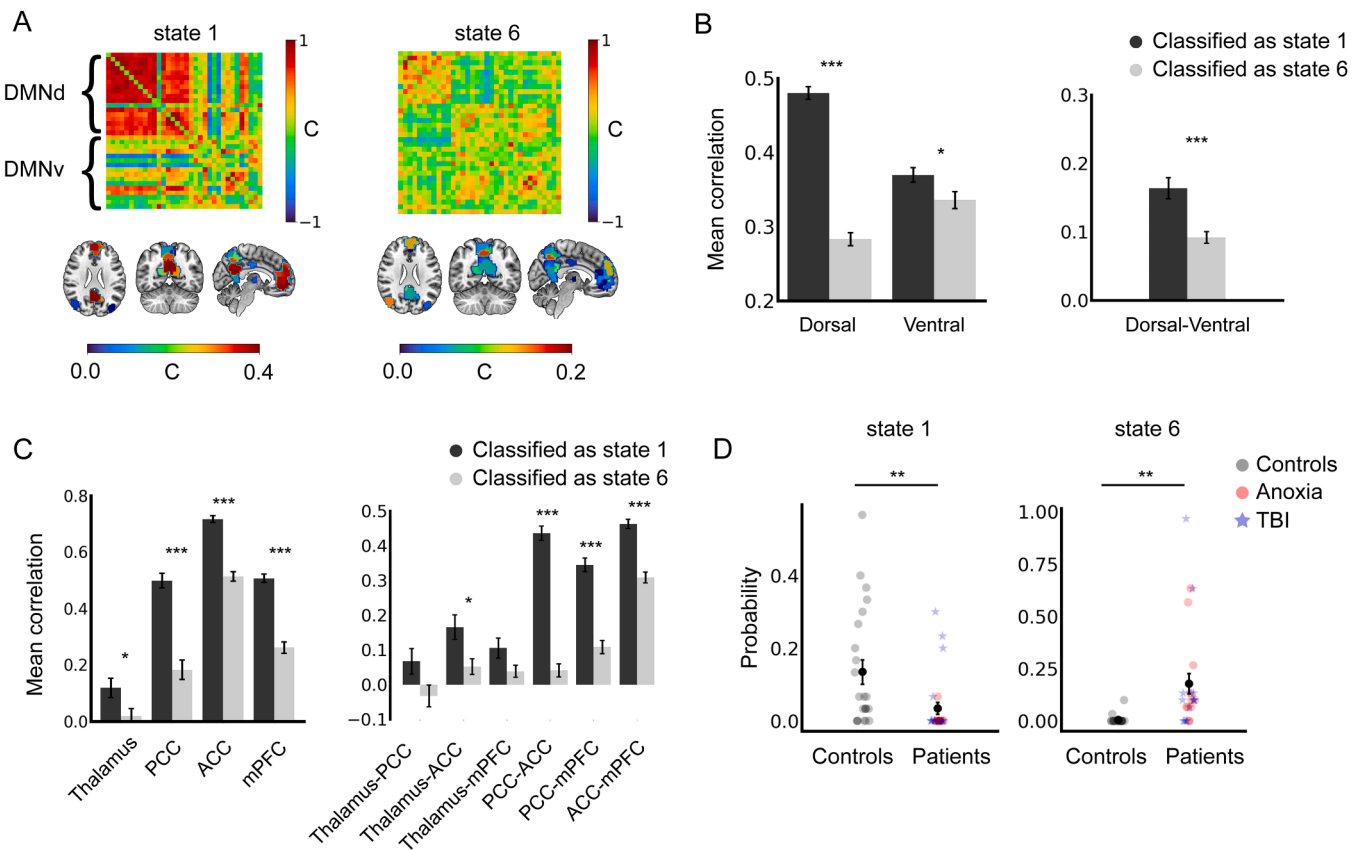 A
state 1
state 6
DMNd
DMNv
1
C
−1
1
C
−1
0.0
C
0.4
0.0
C
0.2
B
Classified as state 1
Classified as state 6
Mean correlation
0.5
0.4
0.3
0.2
***
*
Dorsal
Ventral
0.3
0.2
0.1
0.0
***
Dorsal-Ventral
C
Classified as state 1
Classified as state 6
Mean correlation
0.8
0.6
0.4
0.2
0.0
*
***
***
***
Thalamus
PCC
ACC
mPFC
0.5
0.4
0.3
0.2
0.1
0.0
−0.1
*
***
***
***
Thalamus-PCC
Thalamus-ACC
Thalamus-mPFC
PCC-ACC
PCC-mPFC
ACC-mPFC
D
state 1
state 6
Controls
Anoxia
TBI
Probability
**
0.4
0.2
0.0
Controls
Patients
**
1.00
0.75
0.50
0.25
0.00
Controls
Patients